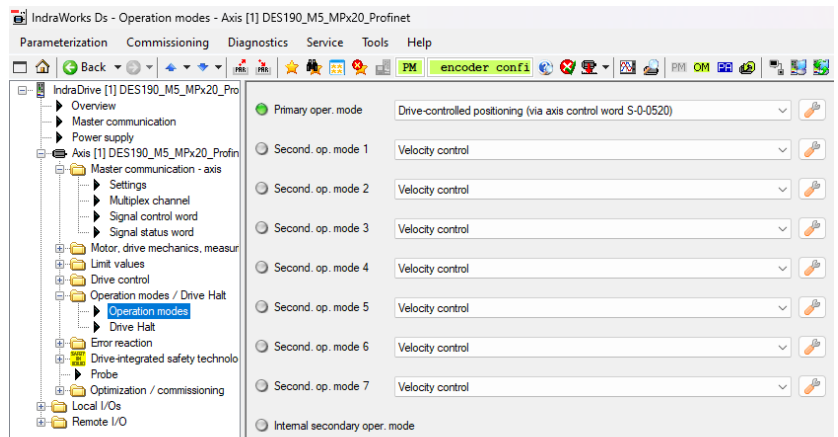 IndraWorks Ds - Operation modes - Axis [1] DES190_M5_MPx20_Profinet
Parameterization Commissioning Diagnostics Service Tools Help
Back PAR PAR PM encoder confi PM OM
IndraDrive [1] DES190_M5_MPx20_Pro
Overview
Master communication
Power supply
Axis [1] DES190_M5_MPx20_Profin
Master communication - axis
Settings
Multiplex channel
Signal control word
Signal status word
Motor, drive mechanics, measur
Limit values
Drive control
Operation modes / Drive Halt
Operation modes
Drive Halt
Error reaction
Drive-integrated safety technolo
Probe
Optimization / commissioning
Local I/Os
Remote I/O
Primary oper. mode Drive-controlled positioning (via axis control word S-0-0520)
Second. op. mode 1 Velocity control
Second. op. mode 2 Velocity control
Second. op. mode 3 Velocity control
Second. op. mode 4 Velocity control
Second. op. mode 5 Velocity control
Second. op. mode 6 Velocity control
Second. op. mode 7 Velocity control
Internal secondary oper. mode